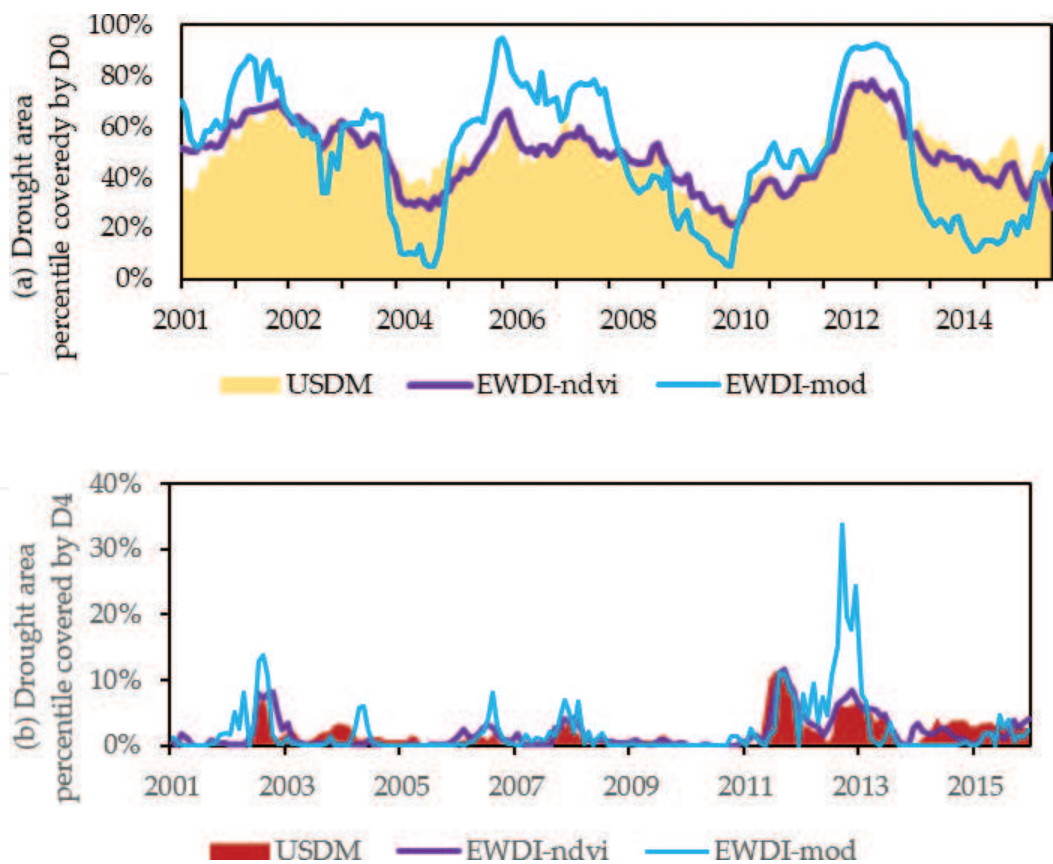 (a) Drought area
percentile coveredy by D0
100%
80%
60%
40%
20%
0%
2001 2002 2004 2006 2008 2010 2012 2014
USDM EWDI-ndvi EWDI-mod
(b) Drought area
percentile covered by D4
40%
30%
20%
10%
0%
2001 2003 2005 2007 2009 2011 2013 2015
USDM EWDI-ndvi EWDI-mod